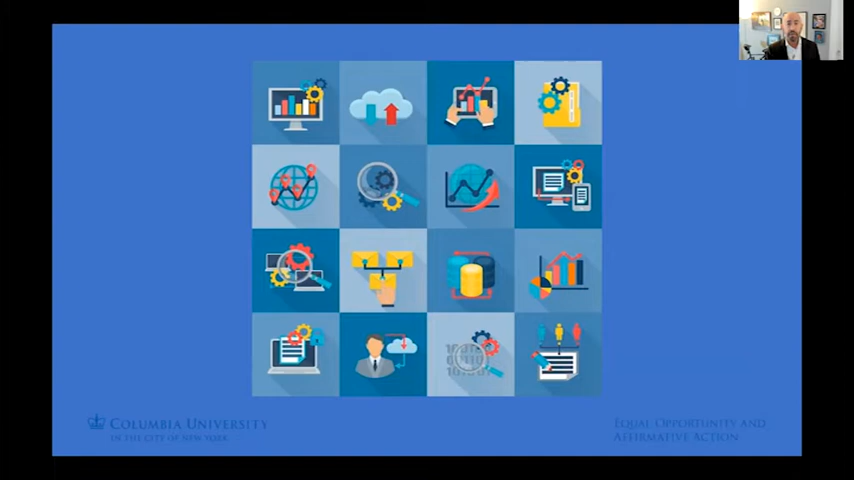 COLUMBIA UNIVERSITY
IN THE CITY OF NEW YORK
EQUAL OPPORTUNITY AND
AFFIRMATIVE ACTION